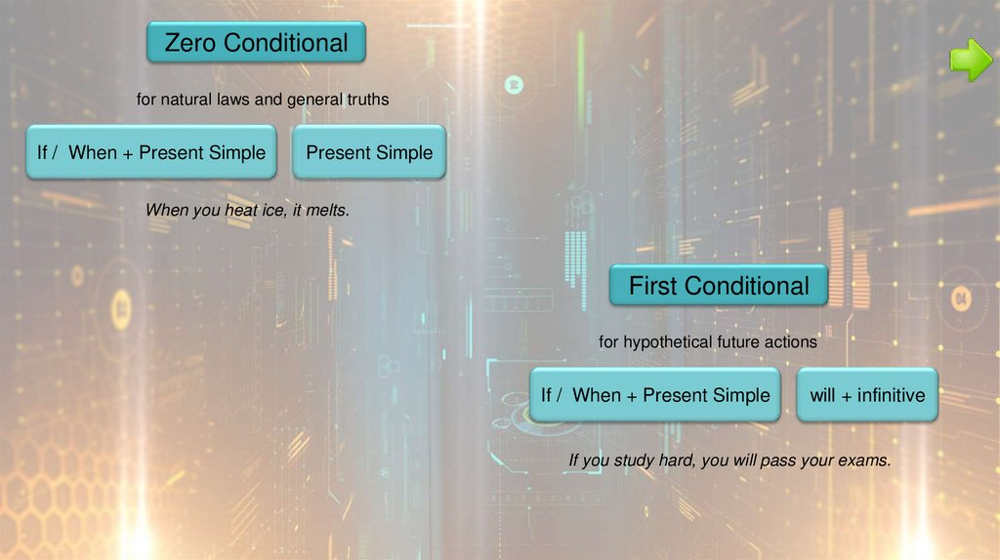 Zero Conditional
for natural laws and general truths
If / When + Present Simple
Present Simple
When you heat ice, it melts.
First Conditional
for hypothetical future actions
If / When + Present Simple
will + infinitive
If you study hard, you will pass your exams.
04
16